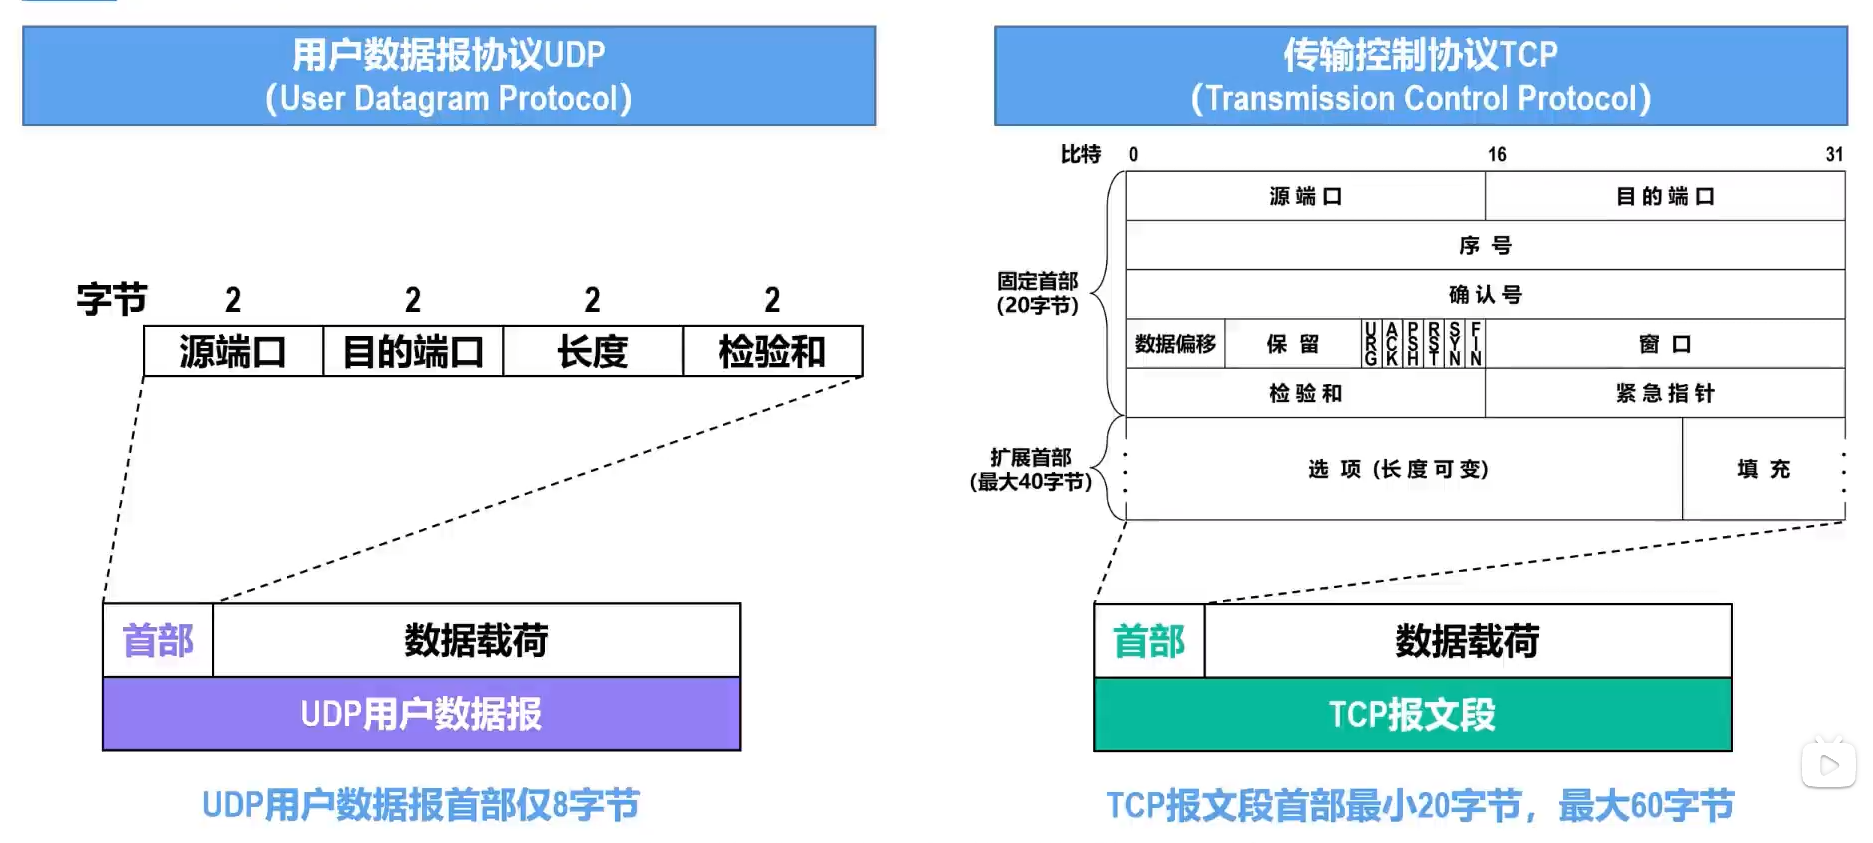 用户数据报协议UDP
(User Datagram Protocol)
字节 2 2 2 2
源端口 目的端口 长度 检验和
首部 数据载荷
UDP用户数据报
UDP用户数据报首部仅8字节
传输控制协议TCP
(Transmission Control Protocol)
比特 0 16 31
源端口 目的端口
序号
确认号
固定首部
(20字节)
数据偏移 保留 URG ACK PSH RST SYN FIN 窗口
检验和 紧急指针
扩展首部
(最大40字节)
选项 (长度可变) 填充
首部 数据载荷
TCP报文段
TCP报文段首部最小20字节，最大60字节